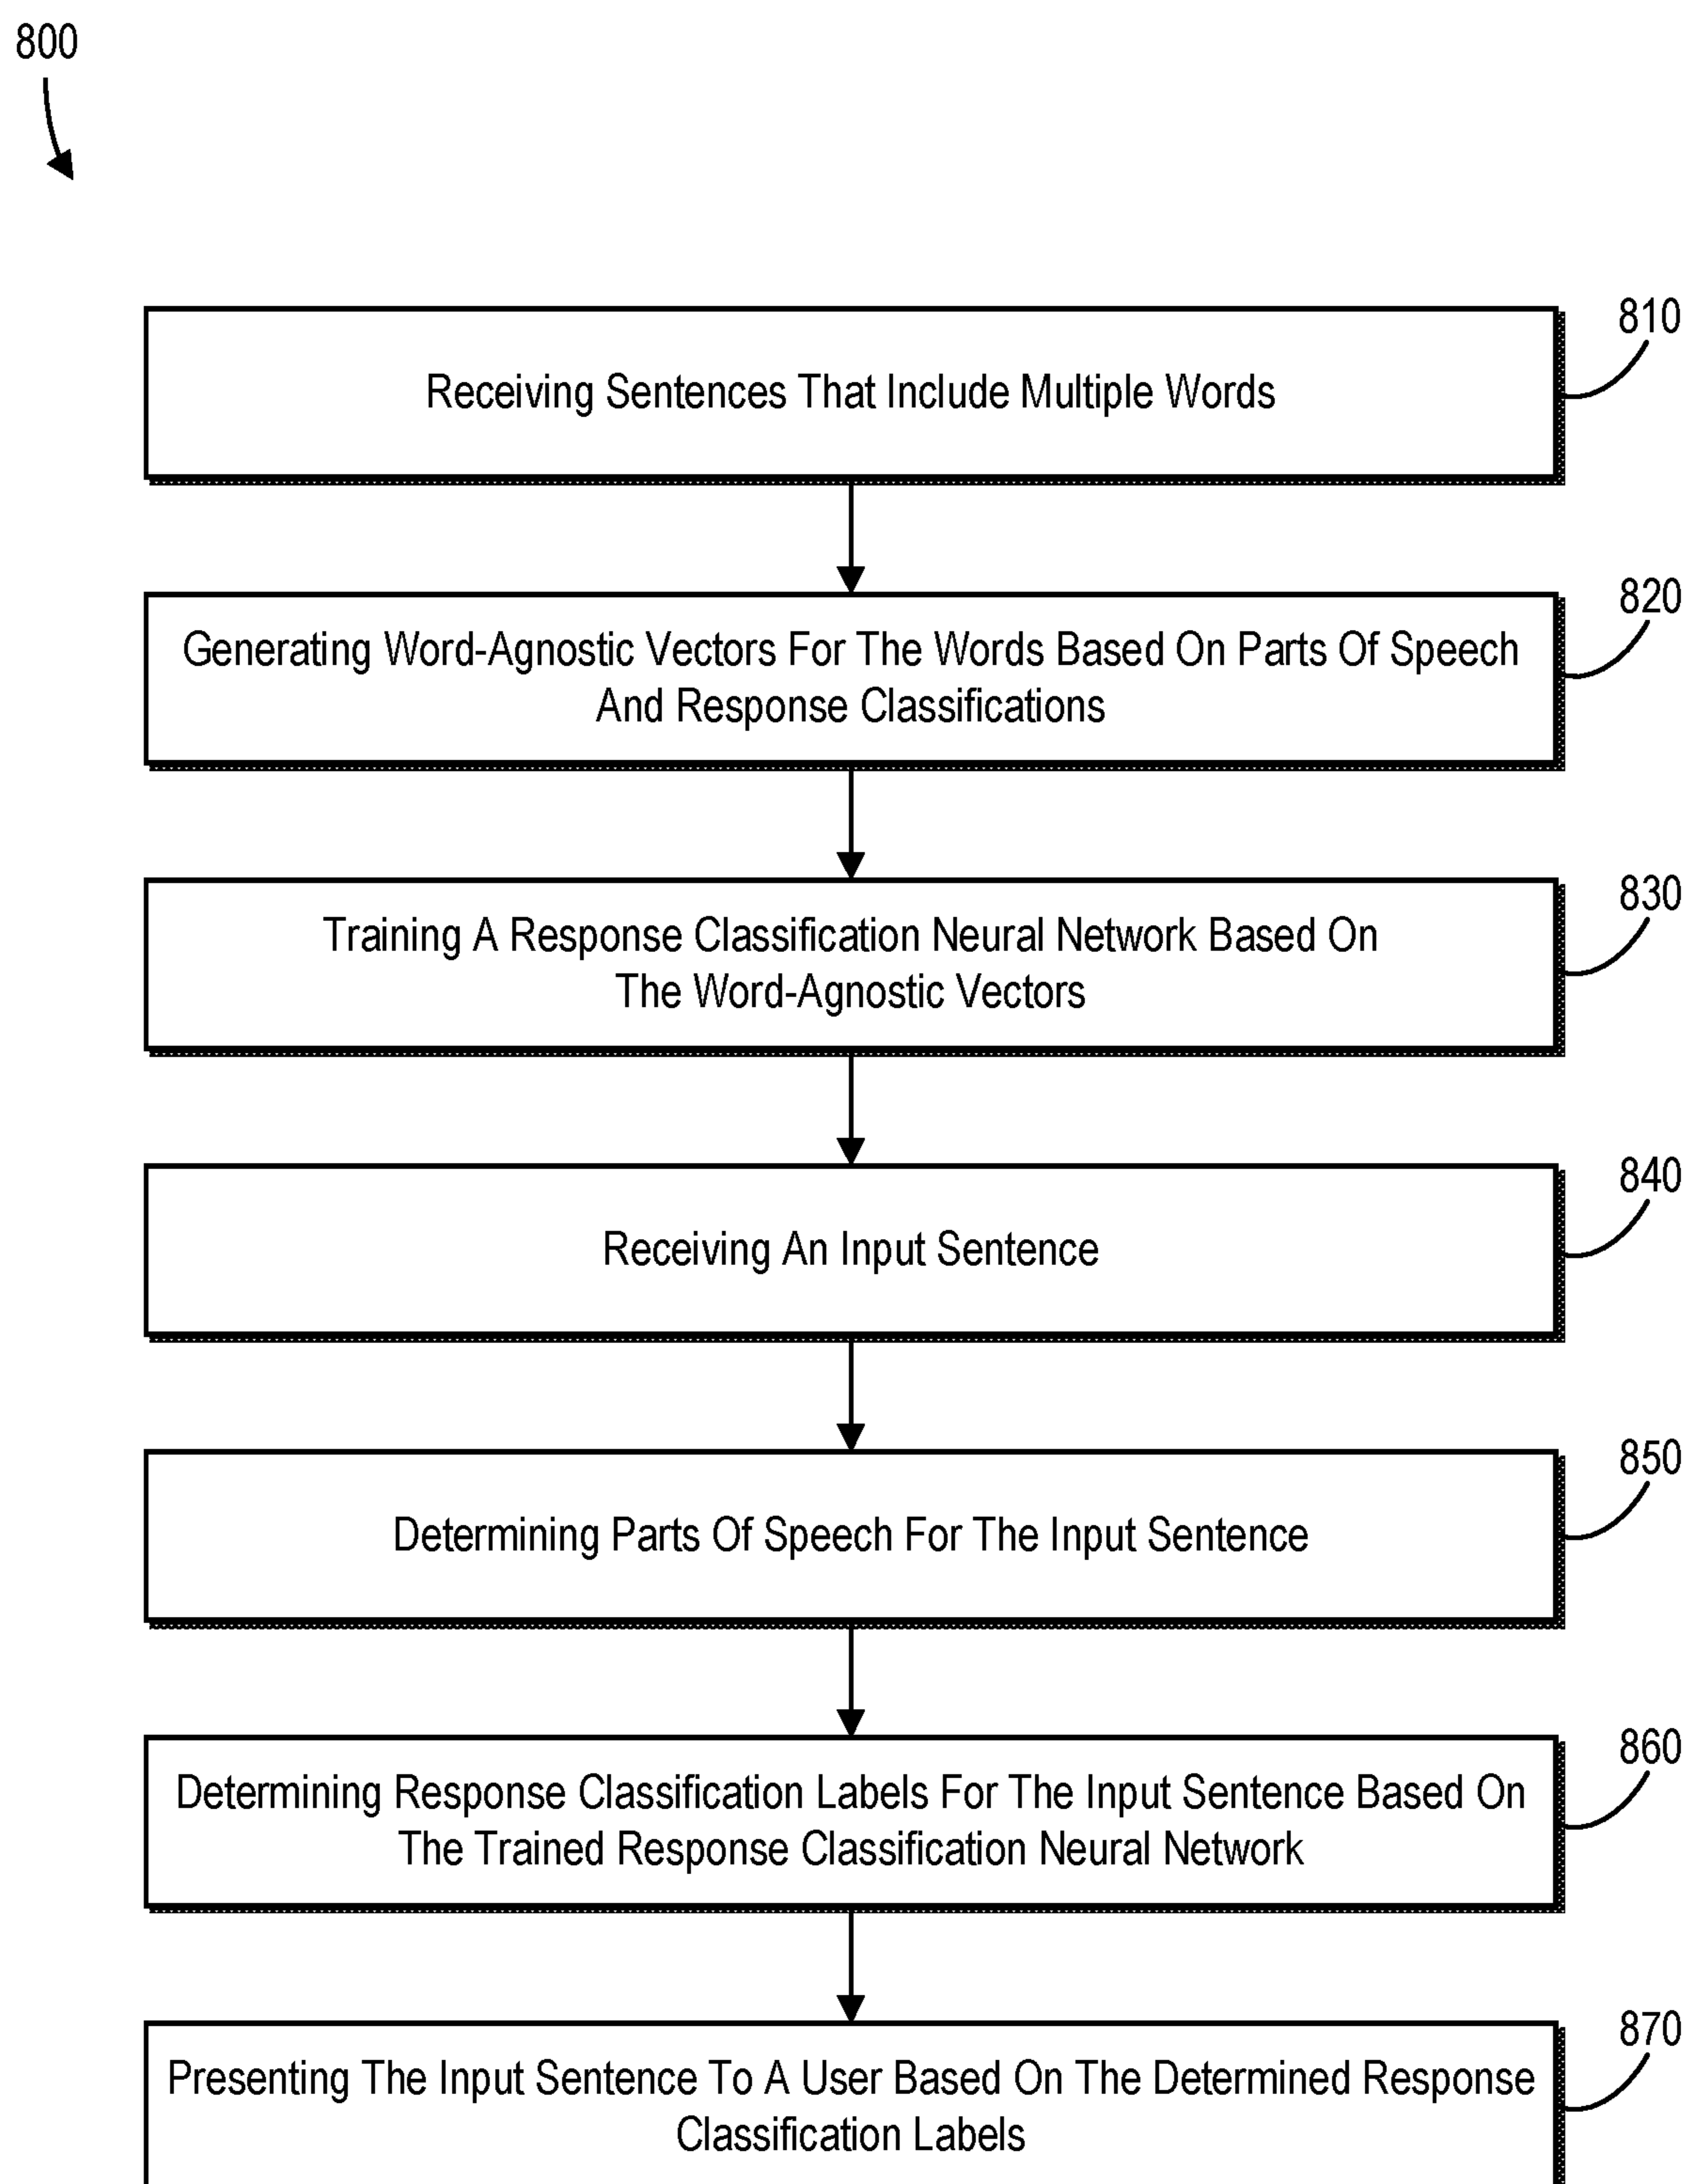 800
810
Receiving Sentences That Include Multiple Words
820
Generating Word-Agnostic Vectors For The Words Based On Parts Of Speech
And Response Classifications
830
Training A Response Classification Neural Network Based On
The Word-Agnostic Vectors
840
Receiving An Input Sentence
850
Determining Parts Of Speech For The Input Sentence
860
Determining Response Classification Labels For The Input Sentence Based On
The Trained Response Classification Neural Network
870
Presenting The Input Sentence To A User Based On The Determined Response
Classification Labels